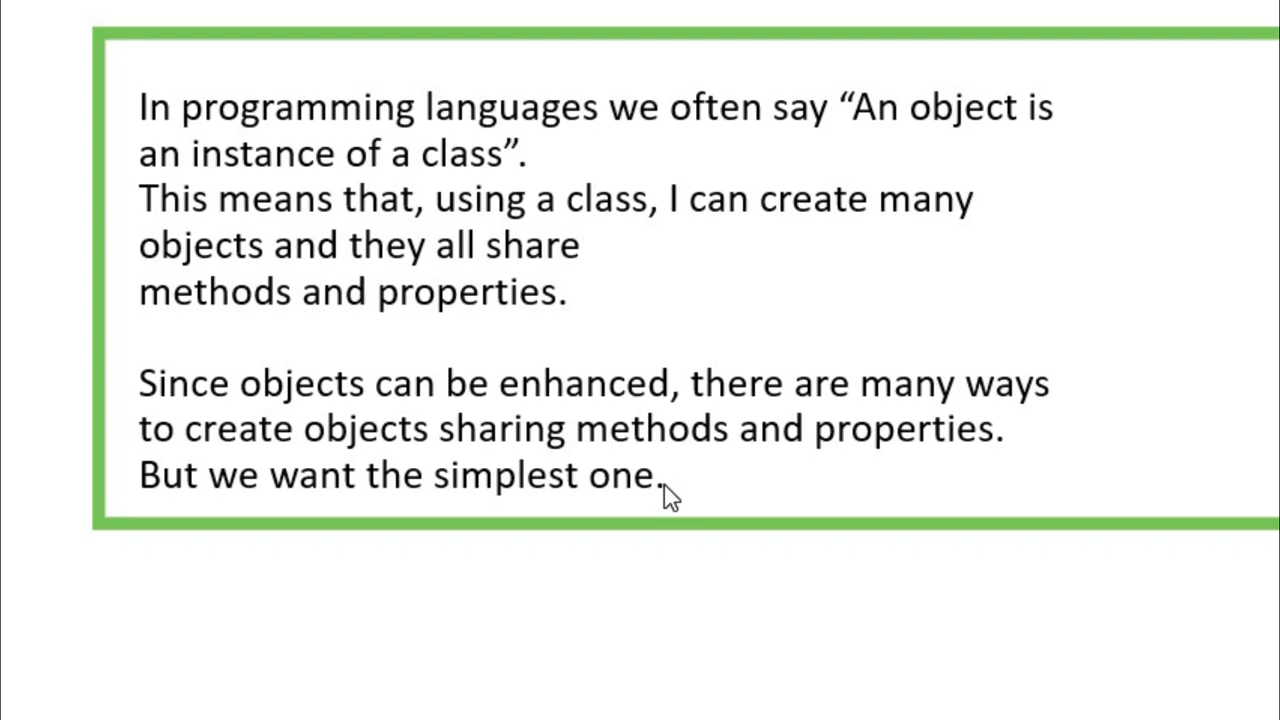 In programming languages we often say “An object is
an instance of a class”.
This means that, using a class, I can create many
objects and they all share
methods and properties.
Since objects can be enhanced, there are many ways
to create objects sharing methods and properties.
But we want the simplest one.